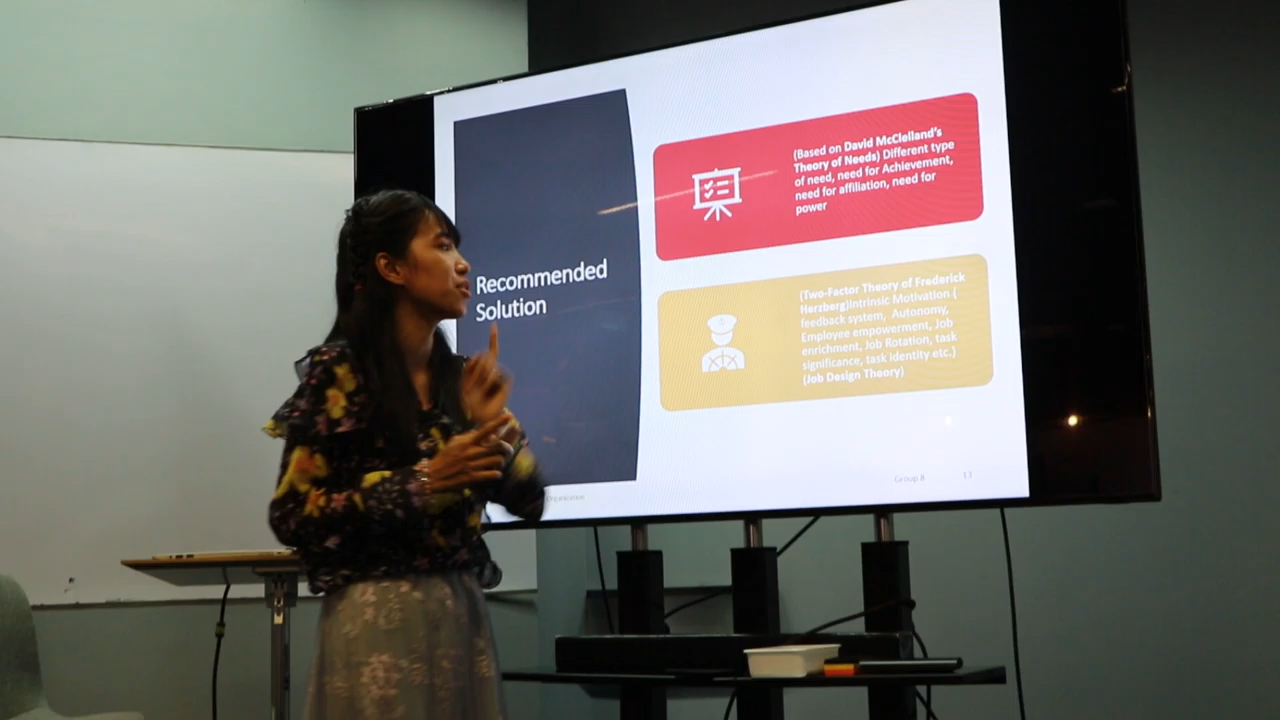 Recommended
Solution
(Based on David McClelland's
Theory of Needs) Different type
of need, need for Achievement,
need for affiliation, need for
power
(Two-Factor Theory of Frederick
Herzberg)Intrinsic Motivation (
feedback system, Autonomy,
Employee empowerment, Job
enrichment, Job Rotation, task
significance, task identity etc.)
(Job Design Theory)
Organization
Group 8
13